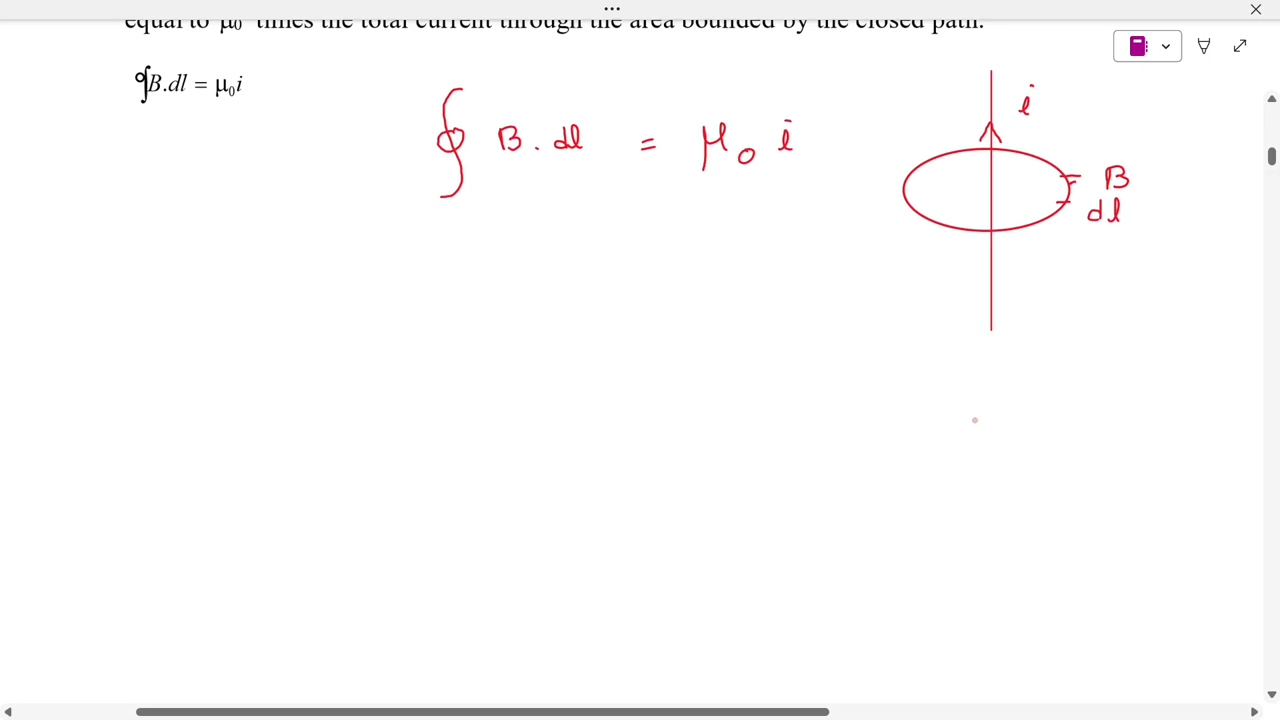 equal to μ0 times the total current through the area bounded by the closed path.
∮B.dl = μ₀i
∮ B . dl = μ₀ i
i
B
dl